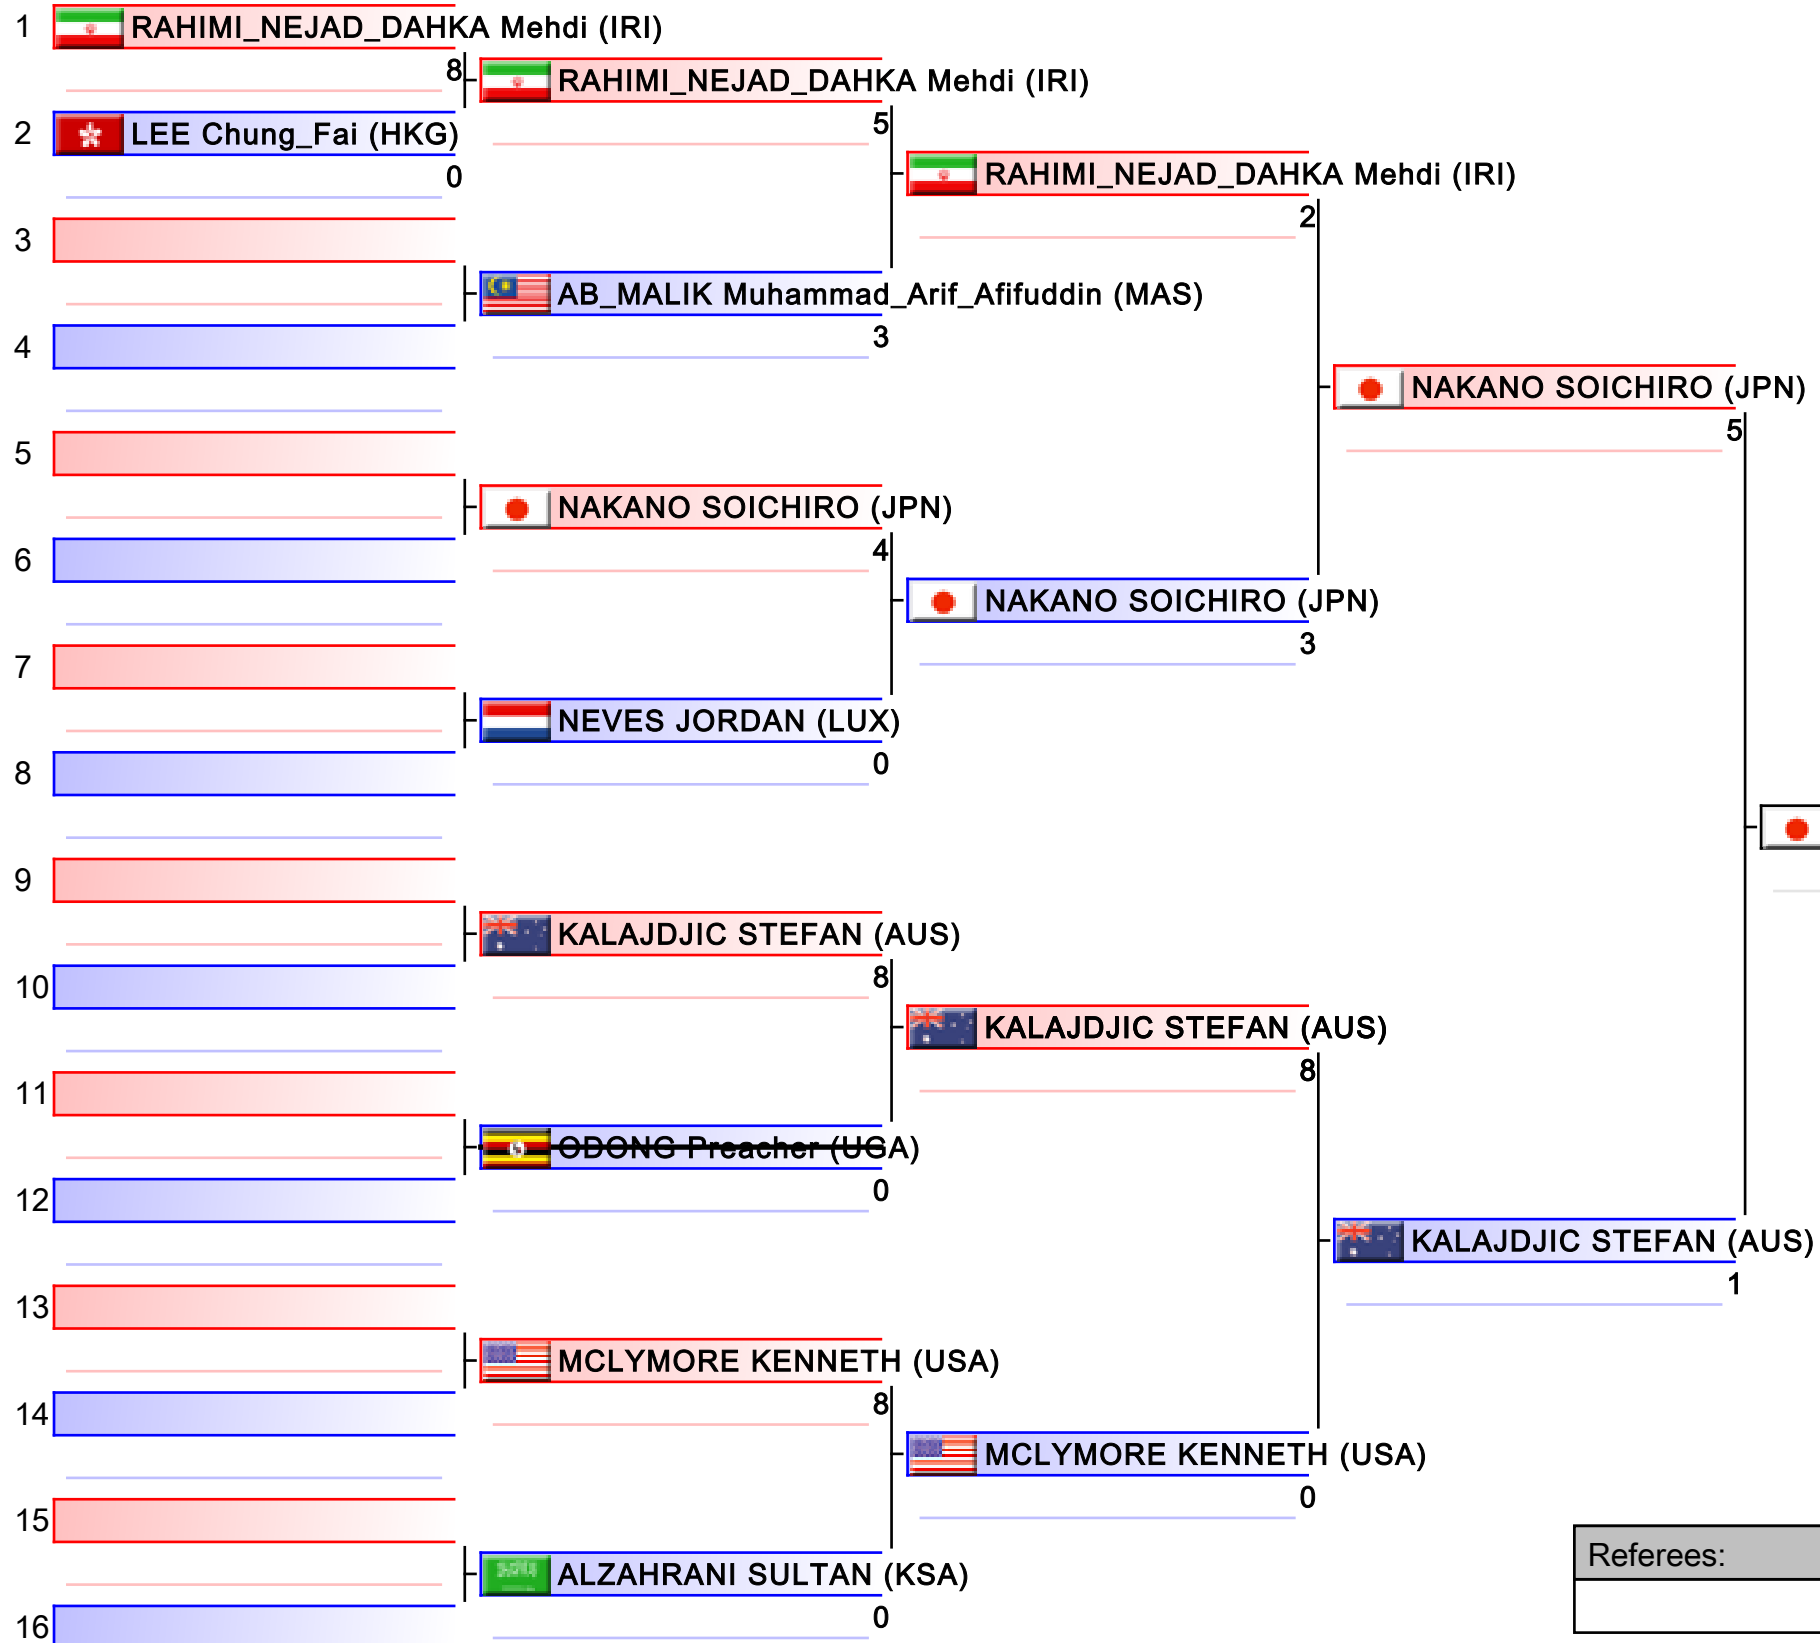 1 RAHIMI_NEJAD_DAHKA Mehdi (IRI)
8
RAHIMI_NEJAD_DAHKA Mehdi (IRI)
5
2 LEE Chung_Fai (HKG)
0
RAHIMI_NEJAD_DAHKA Mehdi (IRI)
2
3
AB_MALIK Muhammad_Arif_Afifuddin (MAS)
3
4
NAKANO SOICHIRO (JPN)
5
5
NAKANO SOICHIRO (JPN)
4
6
NAKANO SOICHIRO (JPN)
3
7
NEVES JORDAN (LUX)
0
8
9
KALAJDJIC STEFAN (AUS)
8
10
KALAJDJIC STEFAN (AUS)
8
11
ODONG Preacher (UGA)
0
12
KALAJDJIC STEFAN (AUS)
1
13
MCLYMORE KENNETH (USA)
8
14
MCLYMORE KENNETH (USA)
0
15
ALZAHRANI SULTAN (KSA)
0
16
Referees: